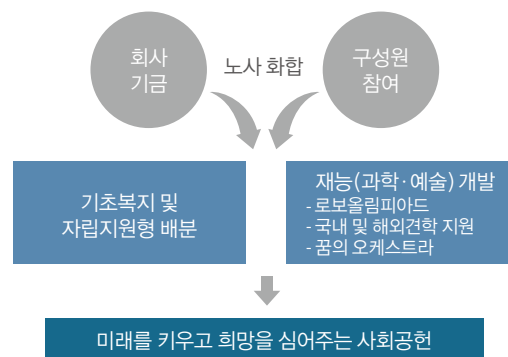 회사
기금
노사 화합
구성원
참여
기초복지 및
자립지원형 배분
재능(과학·예술) 개발
- 로보올림피아드
- 국내 및 해외견학 지원
- 꿈의 오케스트라
미래를 키우고 희망을 심어주는 사회공헌